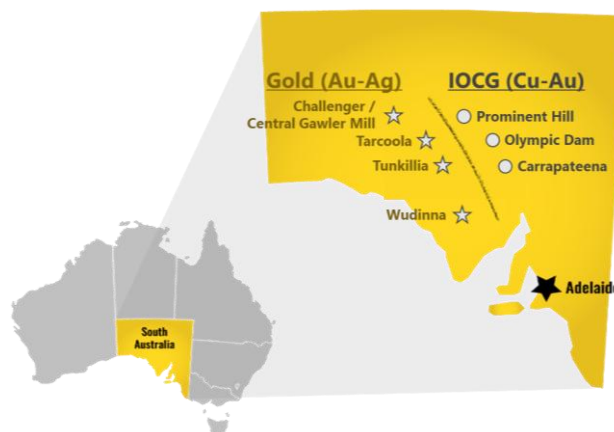 Gold (Au-Ag)
IOCG (Cu-Au)
Challenger /
Central Gawler Mill
Prominent Hill
Tarcoola
Olympic Dam
Tunkillia
Carrapateena
Wudinna
Adelaide
South
Australia